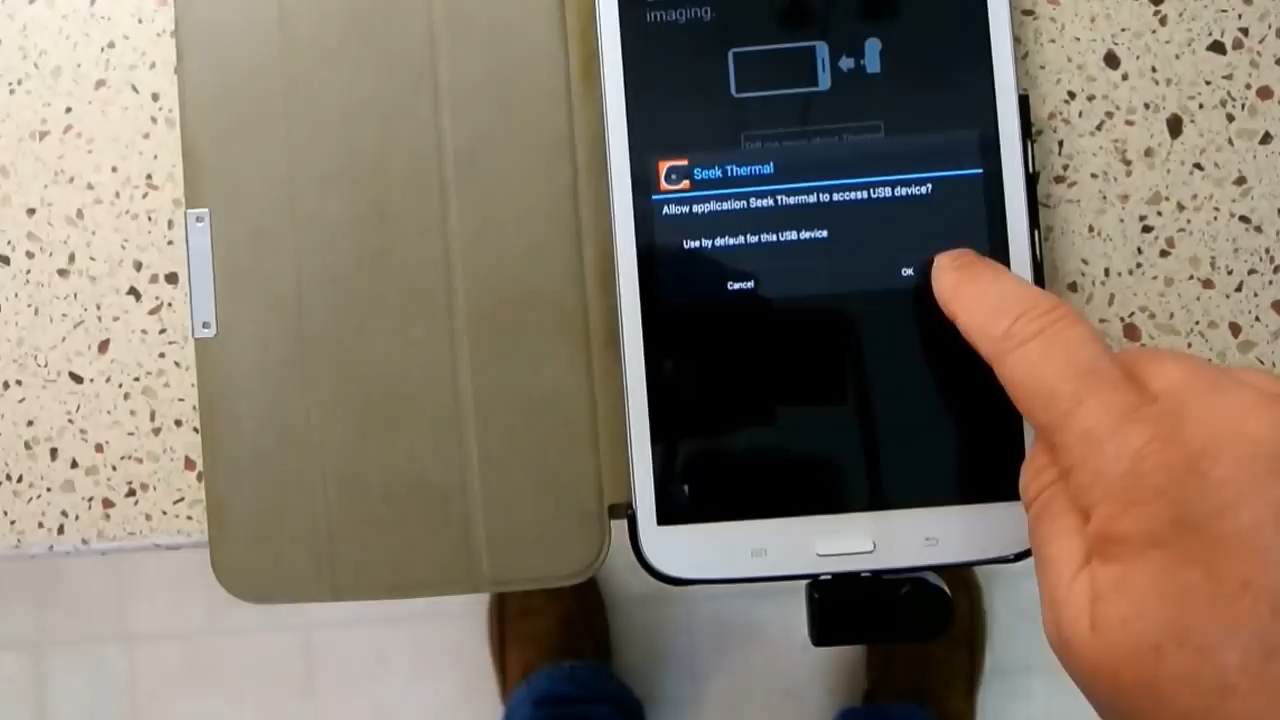 imaging.
Seek Thermal
Allow application Seek Thermal to access USB device?
Use by default for this USB device
OK
Cancel